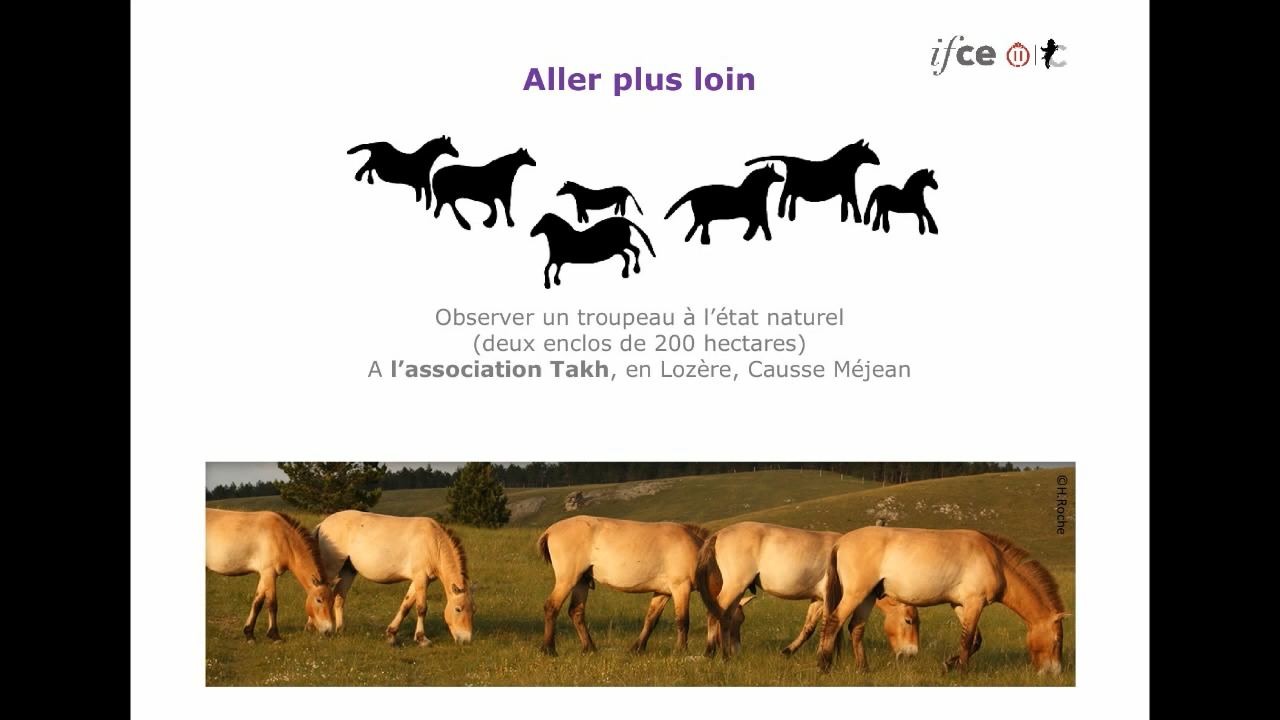 ifce
Aller plus loin
Observer un troupeau à l’état naturel
(deux enclos de 200 hectares)
A l’association Takh, en Lozère, Causse Méjean
©H.Roche